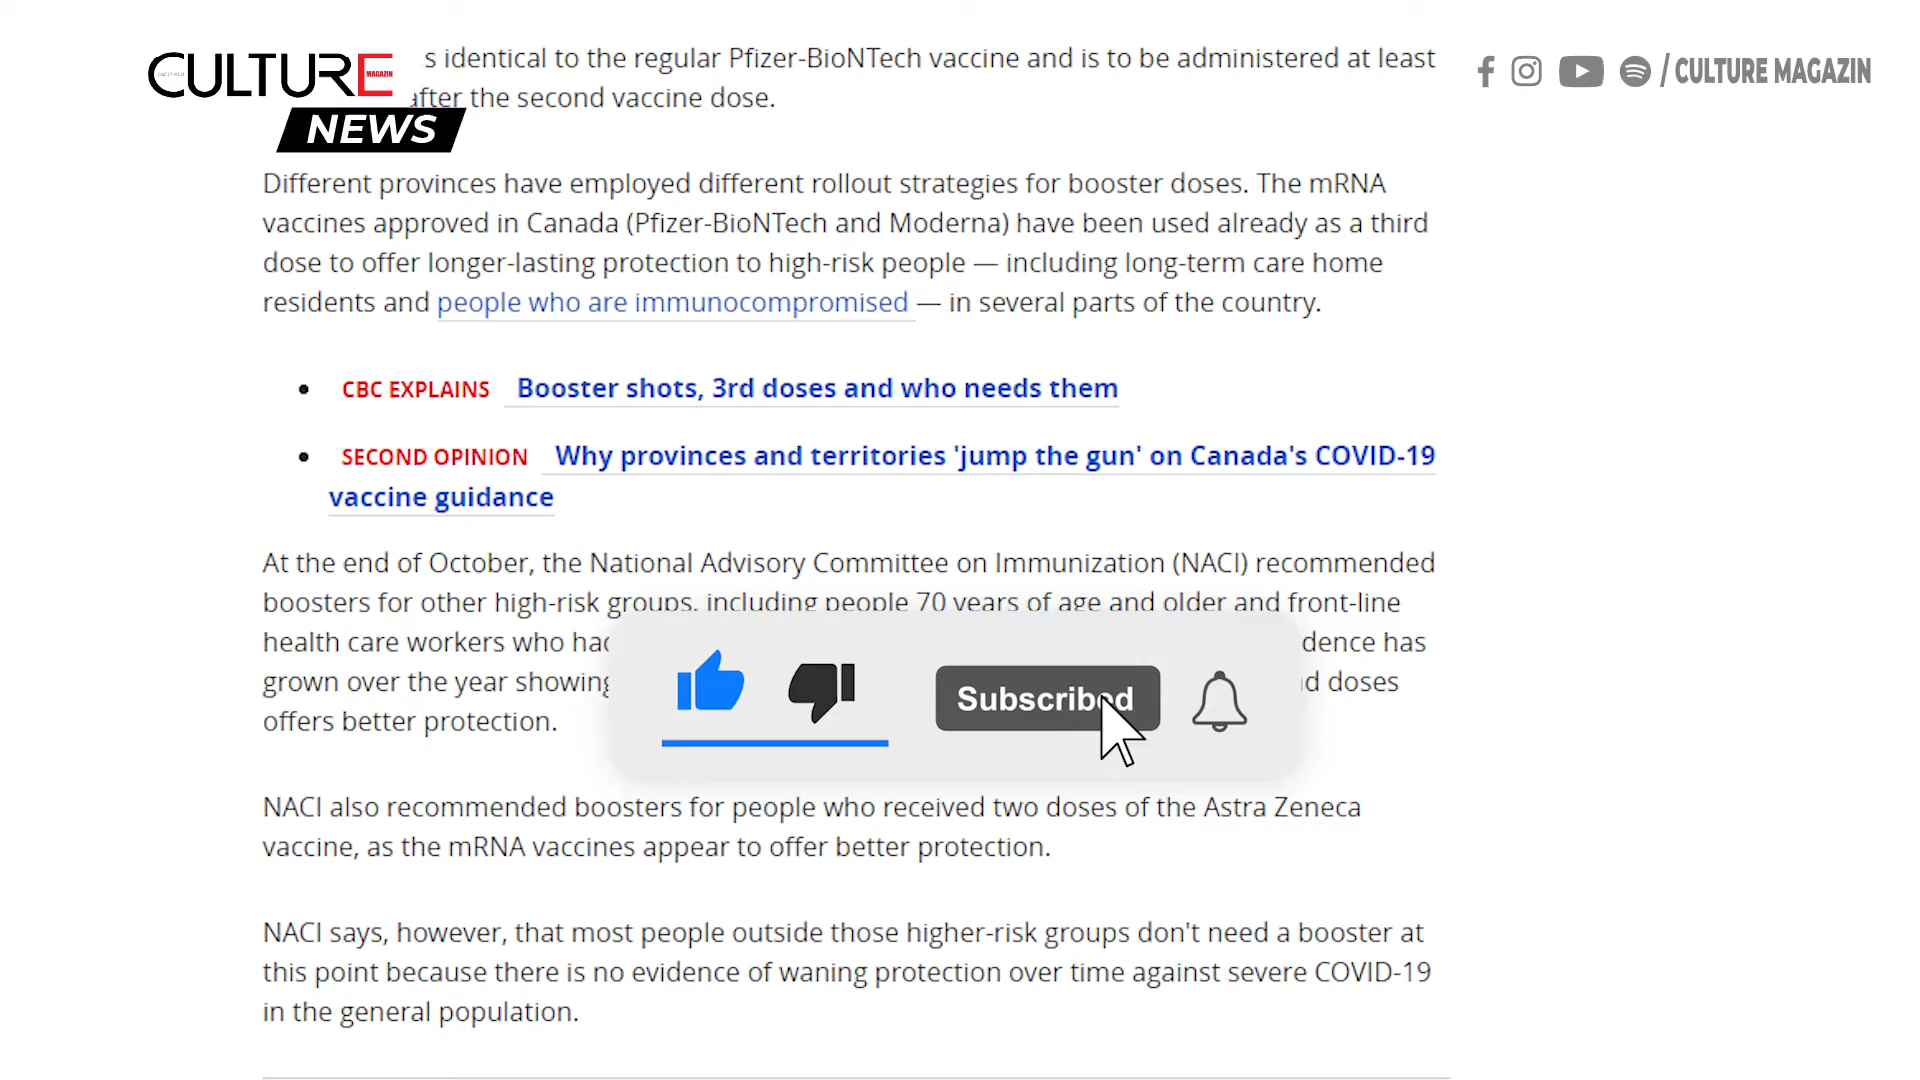 CULTURE
MAGAZIN
NEWS
/ CULTURE MAGAZIN
s identical to the regular Pfizer-BioNTech vaccine and is to be administered at least
after the second vaccine dose.
Different provinces have employed different rollout strategies for booster doses. The mRNA
vaccines approved in Canada (Pfizer-BioNTech and Moderna) have been used already as a third
dose to offer longer-lasting protection to high-risk people — including long-term care home
residents and people who are immunocompromised — in several parts of the country.
• CBC EXPLAINS Booster shots, 3rd doses and who needs them
• SECOND OPINION Why provinces and territories 'jump the gun' on Canada's COVID-19
vaccine guidance
At the end of October, the National Advisory Committee on Immunization (NACI) recommended
boosters for other high-risk groups, including people 70 years of age and older and front-line
health care workers who had dence has
grown over the year showing d doses
offers better protection.
Subscribed
NACI also recommended boosters for people who received two doses of the Astra Zeneca
vaccine, as the mRNA vaccines appear to offer better protection.
NACI says, however, that most people outside those higher-risk groups don't need a booster at
this point because there is no evidence of waning protection over time against severe COVID-19
in the general population.